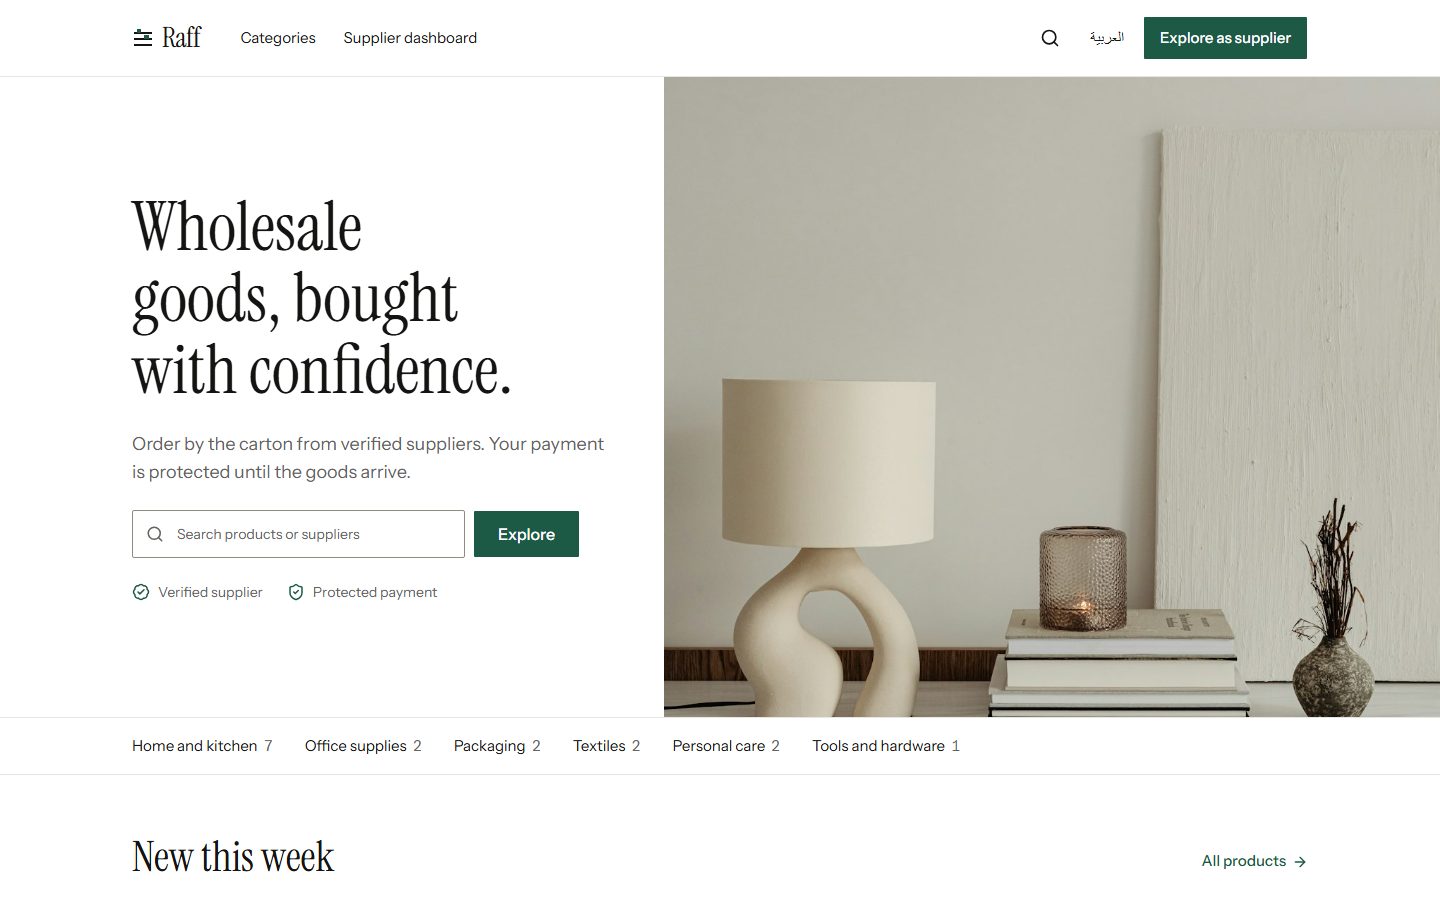 Raff
Categories
Supplier dashboard
العربية
Explore as supplier
Wholesale
goods, bought
with confidence.
Order by the carton from verified suppliers. Your payment
is protected until the goods arrive.
Search products or suppliers
Explore
Verified supplier
Protected payment
Home and kitchen 7
Office supplies 2
Packaging 2
Textiles 2
Personal care 2
Tools and hardware 1
New this week
All products